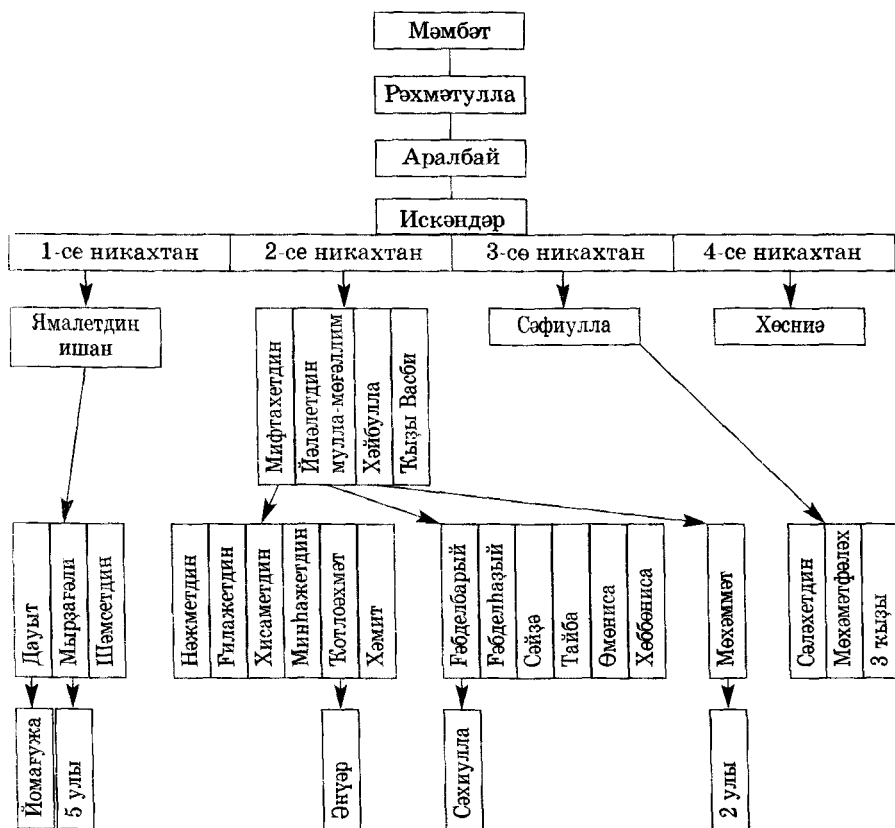 Мәмбәт
Рәхмәтулла
Аралбай
Искәндәр
1-се никахтан
2-се никахтан
3-сө никахтан
4-се никахтан
Ямалетдин
ишан
Мифтахетдин
Йәләлетдин
мулла-мөғәллим
Хәйбулла
Ҡыҙы Васби
Сәфиулла
Хөсниә
Дауыт
Мырҙағәли
Шәмсетдин
Нәжметдин
Ғилажетдин
Хисаметдин
Минһажетдин
Ҡотлоәхмәт
Хәмит
Ғәбделбарый
Ғәбделһаҙый
Сәйҙә
Тайба
Өмөниса
Хөббөниса
Мөхәммәт
Сәләхетдин
Мөхәмәтфәләх
3 ҡыҙы
Йомағужа
5 улы
Әнүәр
Сәхиулла
2 улы